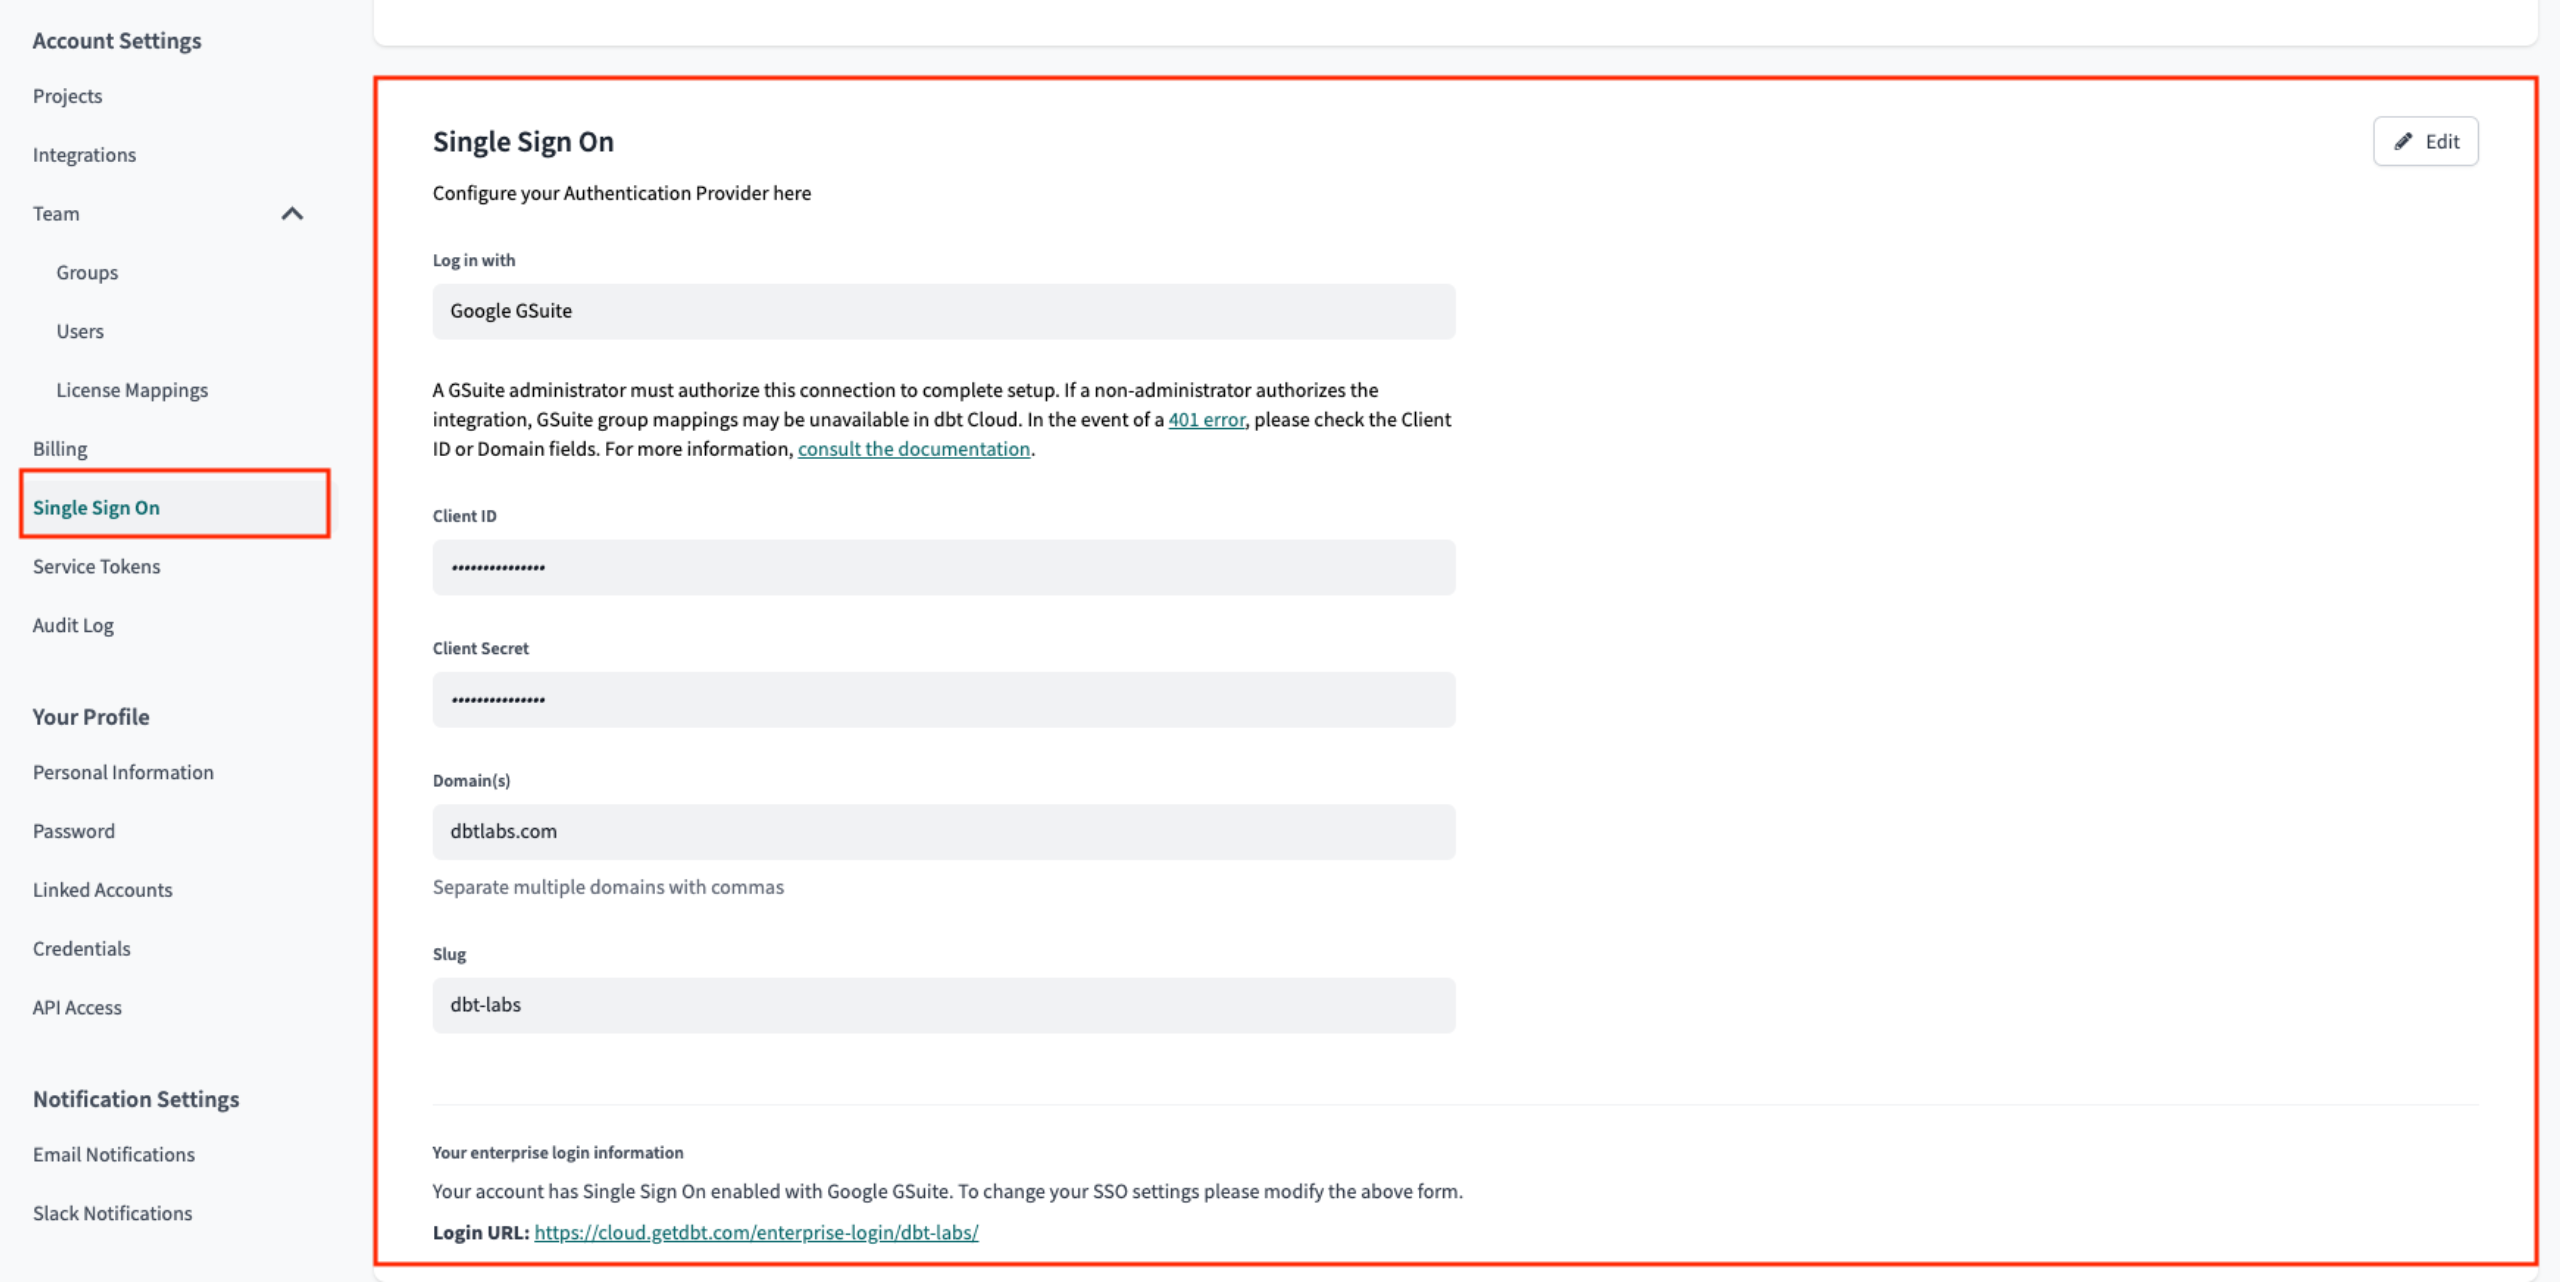 Account Settings
Projects
Integrations
Team
Groups
Users
License Mappings
Billing
Single Sign On
Service Tokens
Audit Log
Your Profile
Personal Information
Password
Linked Accounts
Credentials
API Access
Notification Settings
Email Notifications
Slack Notifications
Single Sign On
Edit
Configure your Authentication Provider here
Log in with
Google GSuite
A GSuite administrator must authorize this connection to complete setup. If a non-administrator authorizes the
integration, GSuite group mappings may be unavailable in dbt Cloud. In the event of a 401 error, please check the Client
ID or Domain fields. For more information, consult the documentation.
Client ID
•••••••••••••••
Client Secret
•••••••••••••••
Domain(s)
dbtlabs.com
Separate multiple domains with commas
Slug
dbt-labs
Your enterprise login information
Your account has Single Sign On enabled with Google GSuite. To change your SSO settings please modify the above form.
Login URL: https://cloud.getdbt.com/enterprise-login/dbt-labs/